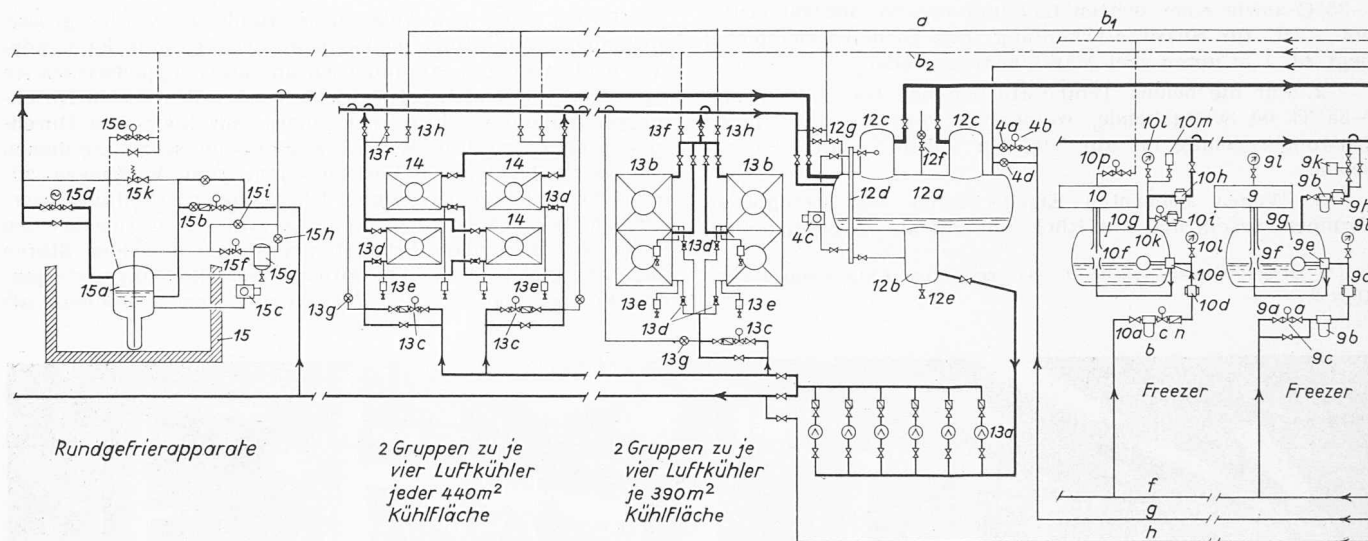 a
b1
b2
15e
15d
15k
15b
15i
15h
15f
15g
15a
15c
15
13f
13h
14
14
13d
13d
14
13e
13e
13g
13c
13c
13f
13h
13b
13b
13d
13e
13e
13d
13c
13g
12g
12c
12c
12f
12d
12a
4a
4b
4d
4c
12b
12e
13a
10l
10m
10p
10h
10
10g
10i
10k
10l
10f
10e
10d
10a
c
n
b
9l
9k
9b
9h
9
9g
9l
9e
9f
9d
9a
a
9b
9c
Freezer
Freezer
Rundgefrierapparate
2 Gruppen zu je
vier Luftkühler
jeder 440m²
Kühlfläche
2 Gruppen zu je
vier Luftkühler
je 390m²
Kühlfläche
f
g
h